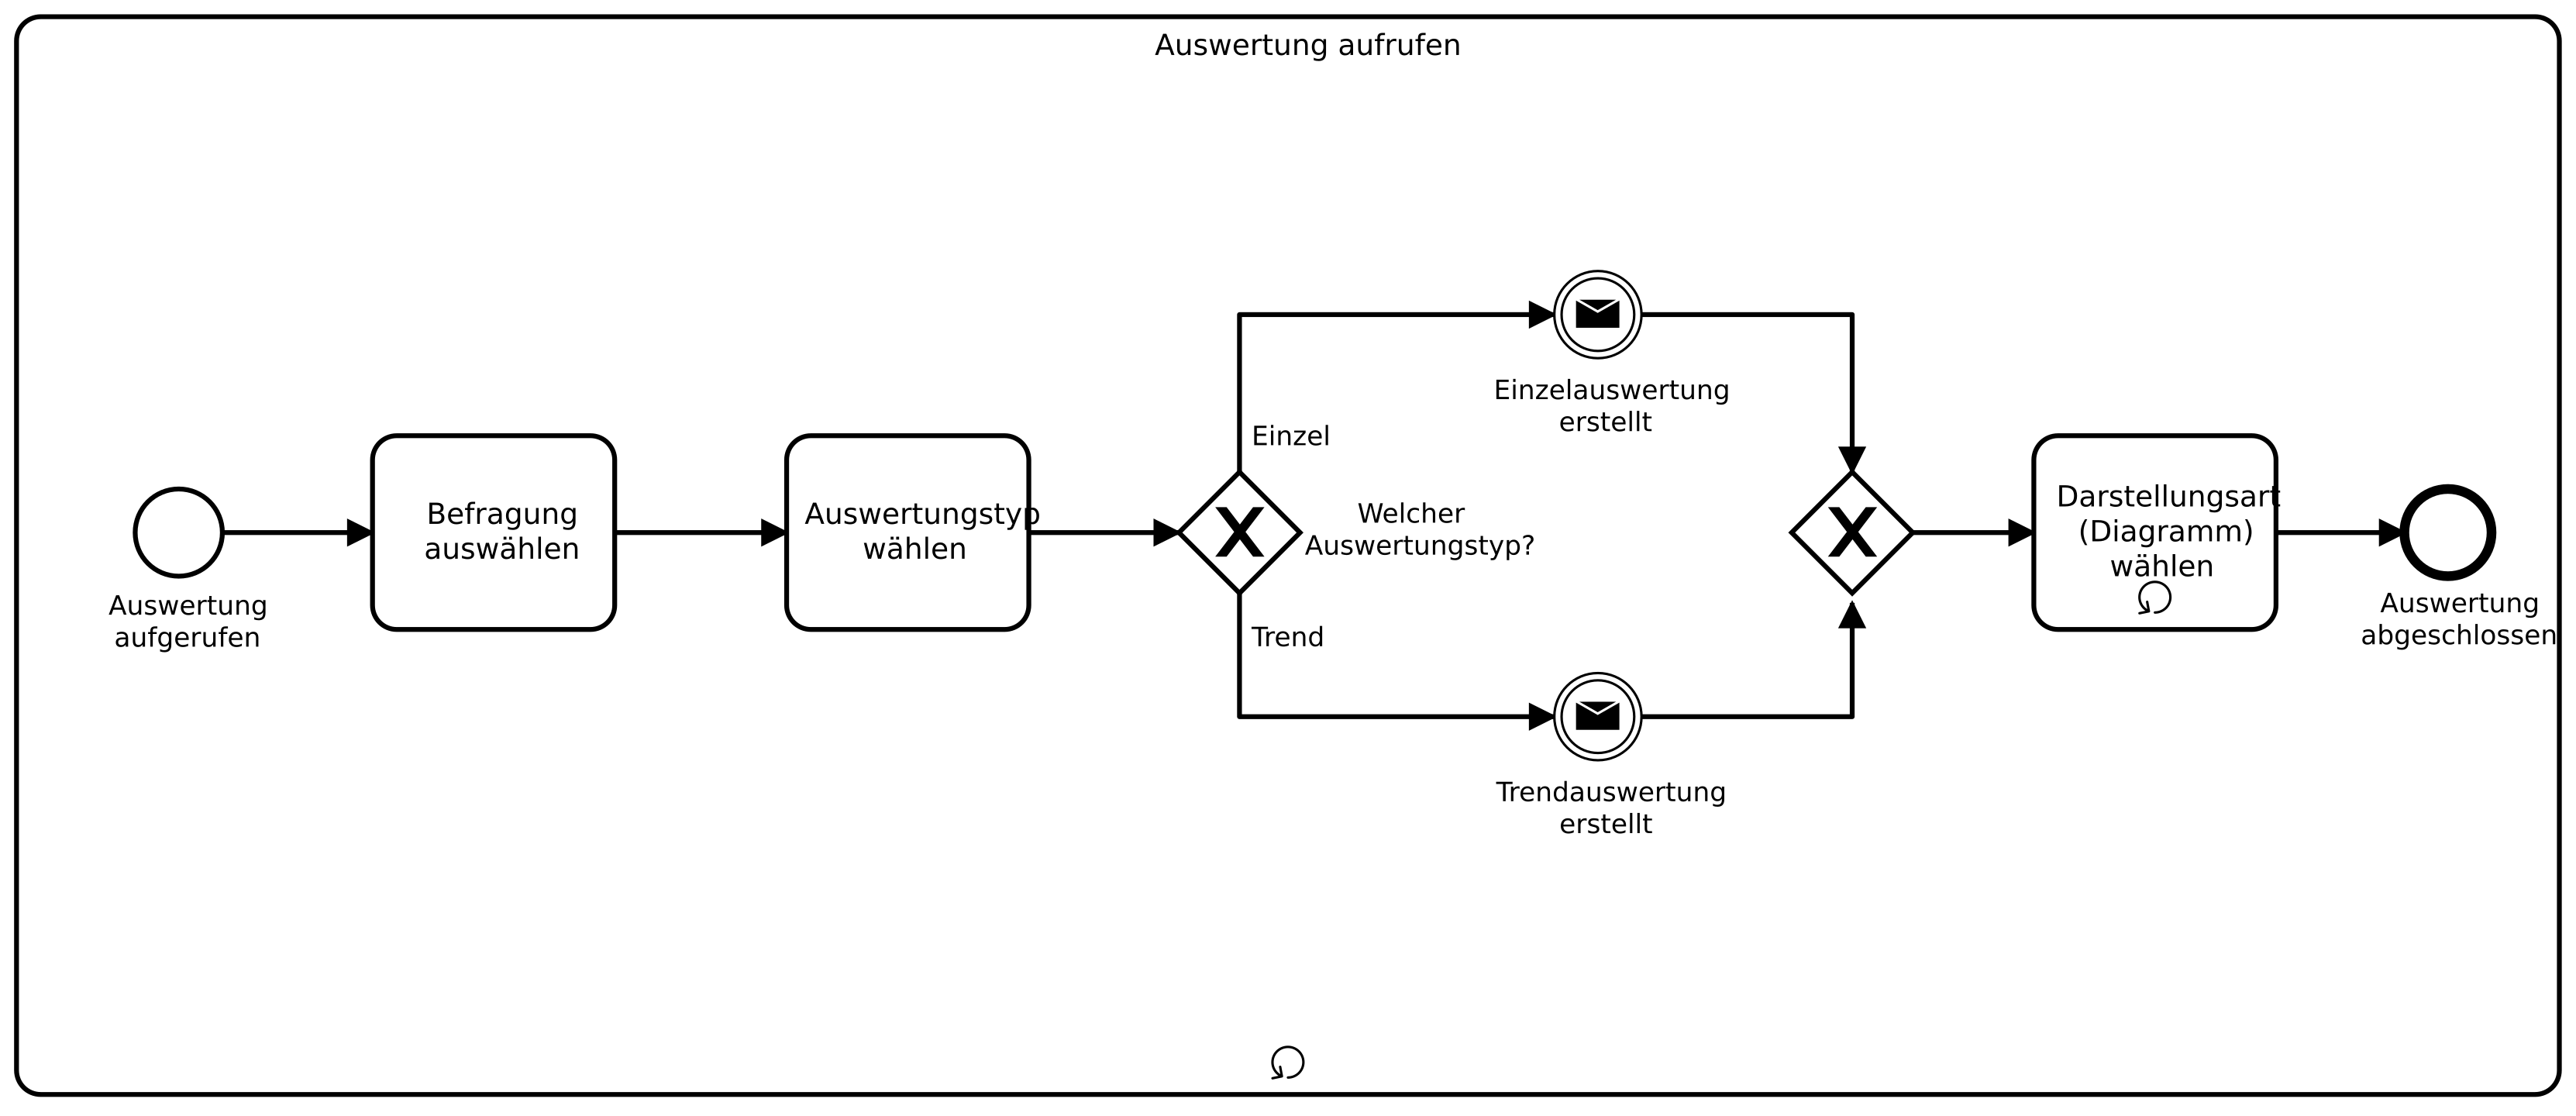 Auswertung aufrufen
Auswertung
aufgerufen
Befragung
auswählen
Auswertungstyp
wählen
Einzel
Welcher
Auswertungstyp?
Trend
Einzelauswertung
erstellt
Trendauswertung
erstellt
Darstellungsart
(Diagramm)
wählen
Auswertung
abgeschlossen